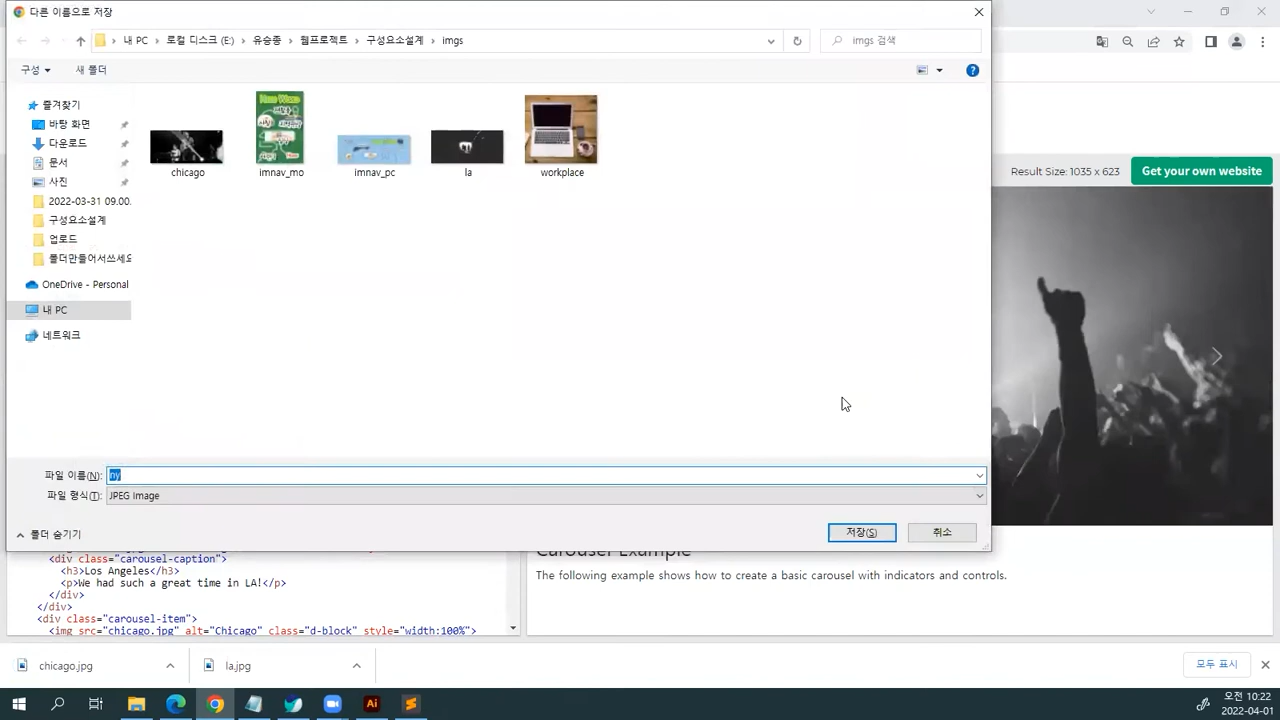 다른 이름으로 저장
내 PC
로컬 디스크 (E:)
유승종
웹프로젝트
구성요소설계
imgs
imgs 검색
구성
새 폴더
즐겨찾기
바탕 화면
다운로드
문서
사진
2022-03-31 09.00.
구성요소설계
업로드
폴더만들어서쓰세요
OneDrive - Personal
내 PC
네트워크
chicago
imnav_mo
imnav_pc
la
workplace
파일 이름(N):
ny
파일 형식(T):
JPEG Image
폴더 숨기기
저장(S)
취소
Result Size: 1035 x 623
Get your own website
<div class="carousel-caption">
<h3>Los Angeles</h3>
<p>We had such a great time in LA!</p>
</div>
</div>
<div class="carousel-item">
<img src="chicago.jpg" alt="Chicago" class="d-block" style="width:100%">
Carousel Example
The following example shows how to create a basic carousel with indicators and controls.
chicago.jpg
la.jpg
모두 표시
Ai
오전 10:22
2022-04-01